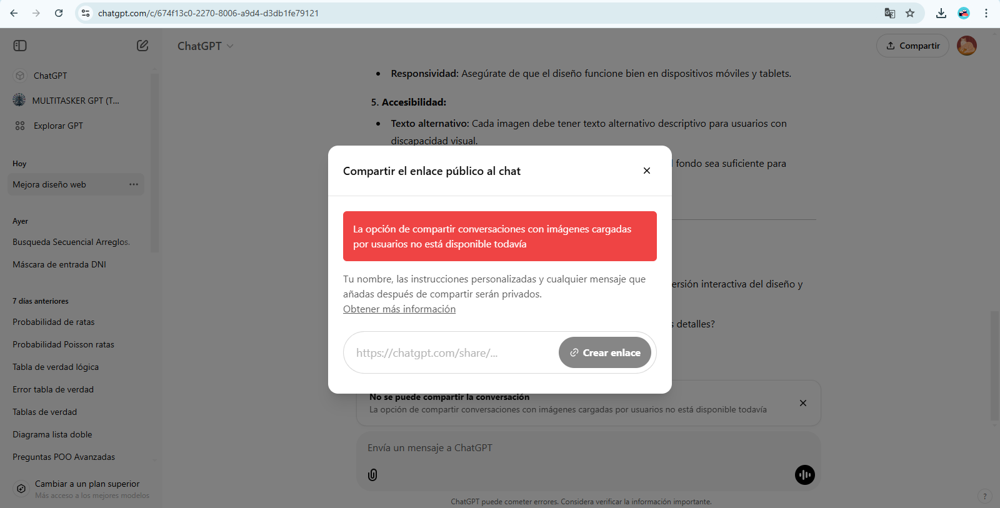 chatgpt.com/c/674f13c0-2270-8006-a9d4-d3db1fe79121
ChatGPT
Compartir
ChatGPT
MULTITASKER GPT (T...
Explorar GPT
Hoy
Mejora diseño web
Ayer
Busqueda Secuencial Arreglos.
Máscara de entrada DNI
7 días anteriores
Probabilidad de ratas
Probabilidad Poisson ratas
Tabla de verdad lógica
Error tabla de verdad
Tablas de verdad
Diagrama lista doble
Preguntas POO Avanzadas
Cambiar a un plan superior
Más acceso a los mejores modelos
• Responsividad: Asegúrate de que el diseño funcione bien en dispositivos móviles y tablets.
5. Accesibilidad:
• Texto alternativo: Cada imagen debe tener texto alternativo descriptivo para usuarios con
discapacidad visual.
fondo sea suficiente para
ersión interactiva del diseño y
s detalles?
Compartir el enlace público al chat
La opción de compartir conversaciones con imágenes cargadas
por usuarios no está disponible todavía
Tu nombre, las instrucciones personalizadas y cualquier mensaje que
añadas después de compartir serán privados.
Obtener más información
https://chatgpt.com/share/...
Crear enlace
No se puede compartir la conversación
La opción de compartir conversaciones con imágenes cargadas por usuarios no está disponible todavía
Envía un mensaje a ChatGPT
ChatGPT puede cometer errores. Considera verificar la información importante.
?